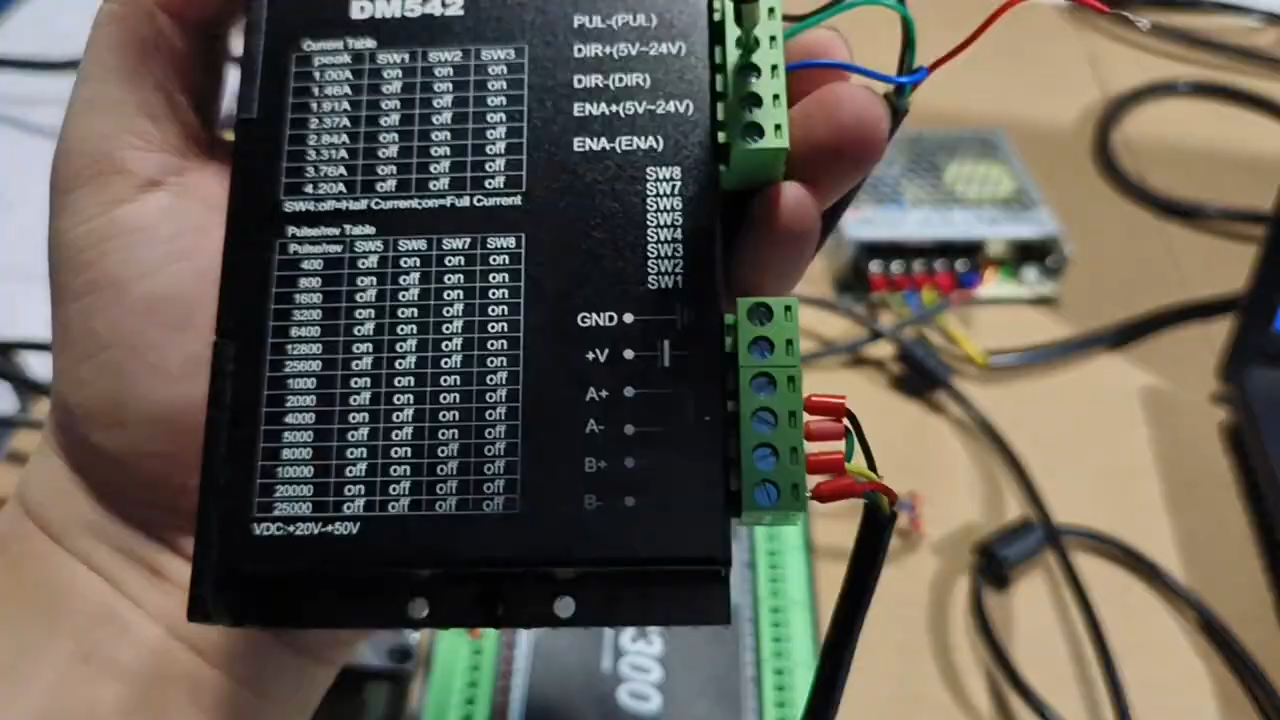 DM542
Current Table
peak SW1 SW2 SW3
1.00A on on on
1.46A off on on
1.91A on off on
2.37A off off on
2.84A on on off
3.31A off on off
3.76A on off off
4.20A off off off
SW4:off=Half Current;on=Full Current
Pulse/rev Table
Pulse/rev SW5 SW6 SW7 SW8
400 off on on on
800 on off on on
1600 off off on on
3200 on on off on
6400 off on off on
12800 on off off on
25600 off off off on
1000 on on on off
2000 off on on off
4000 on off on off
5000 off off on off
8000 on on off off
10000 off on off off
20000 on off off off
25000 off off off off
VDC:+20V-+50V
PUL-(PUL)
DIR+(5V~24V)
DIR-(DIR)
ENA+(5V~24V)
ENA-(ENA)
SW8
SW7
SW6
SW5
SW4
SW3
SW2
SW1
GND
+V
A+
A-
B+
B-
300